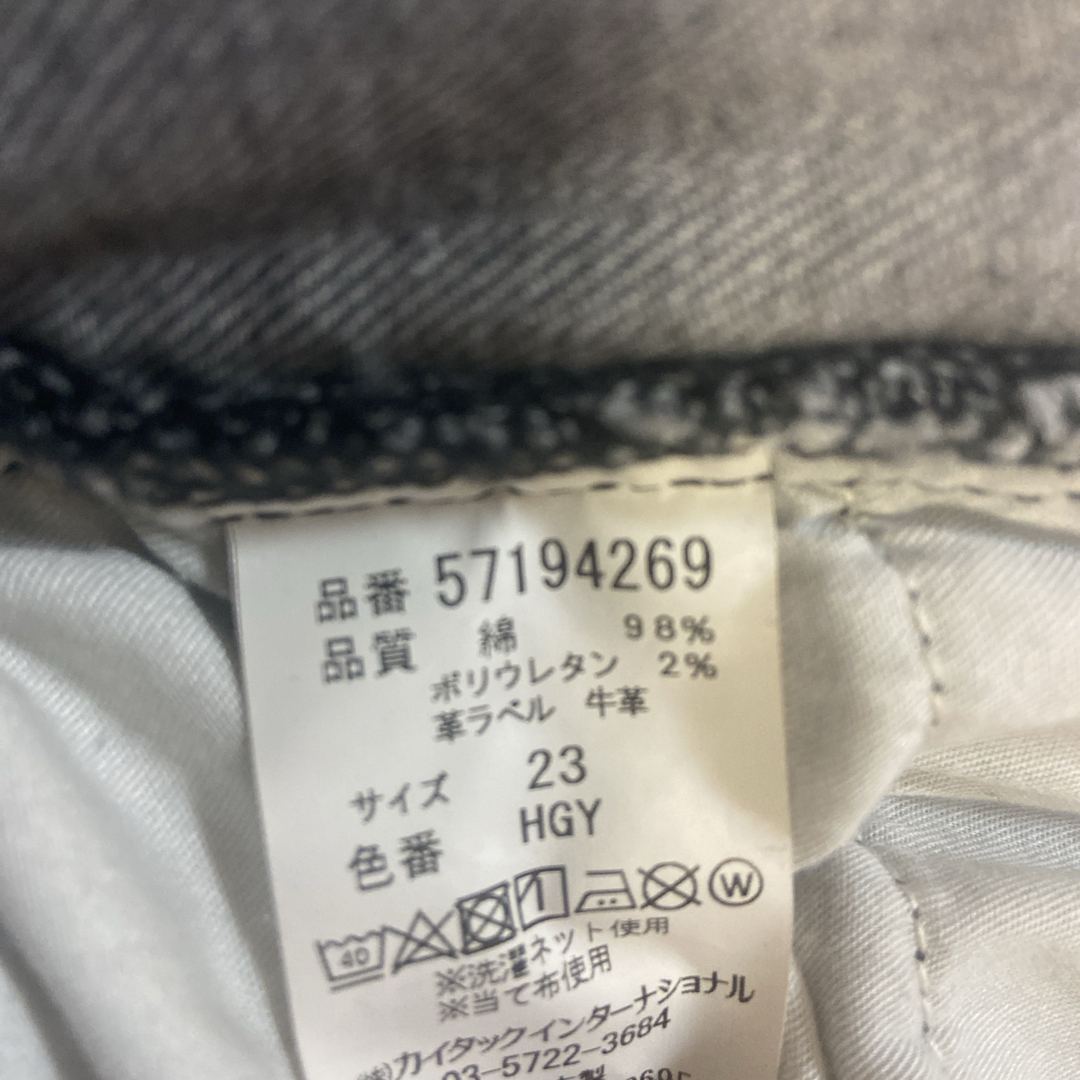 品番 57194269
品質 綿 98%
ポリウレタン 2%
革ラベル 牛革
サイズ 23
色番 HGY
40 W
※洗濯ネット使用
※当て布使用
㈱カイタックインターナショナル
03-5722-3684